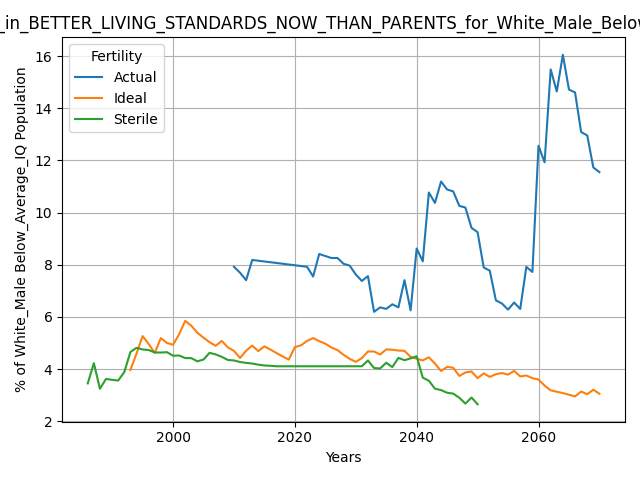 _in_BETTER_LIVING_STANDARDS_NOW_THAN_PARENTS_for_White_Male_Below
Fertility
Actual
Ideal
Sterile
% of White_Male Below_Average_IQ Population
16
14
12
10
8
6
4
2
2000
2020
2040
2060
Years